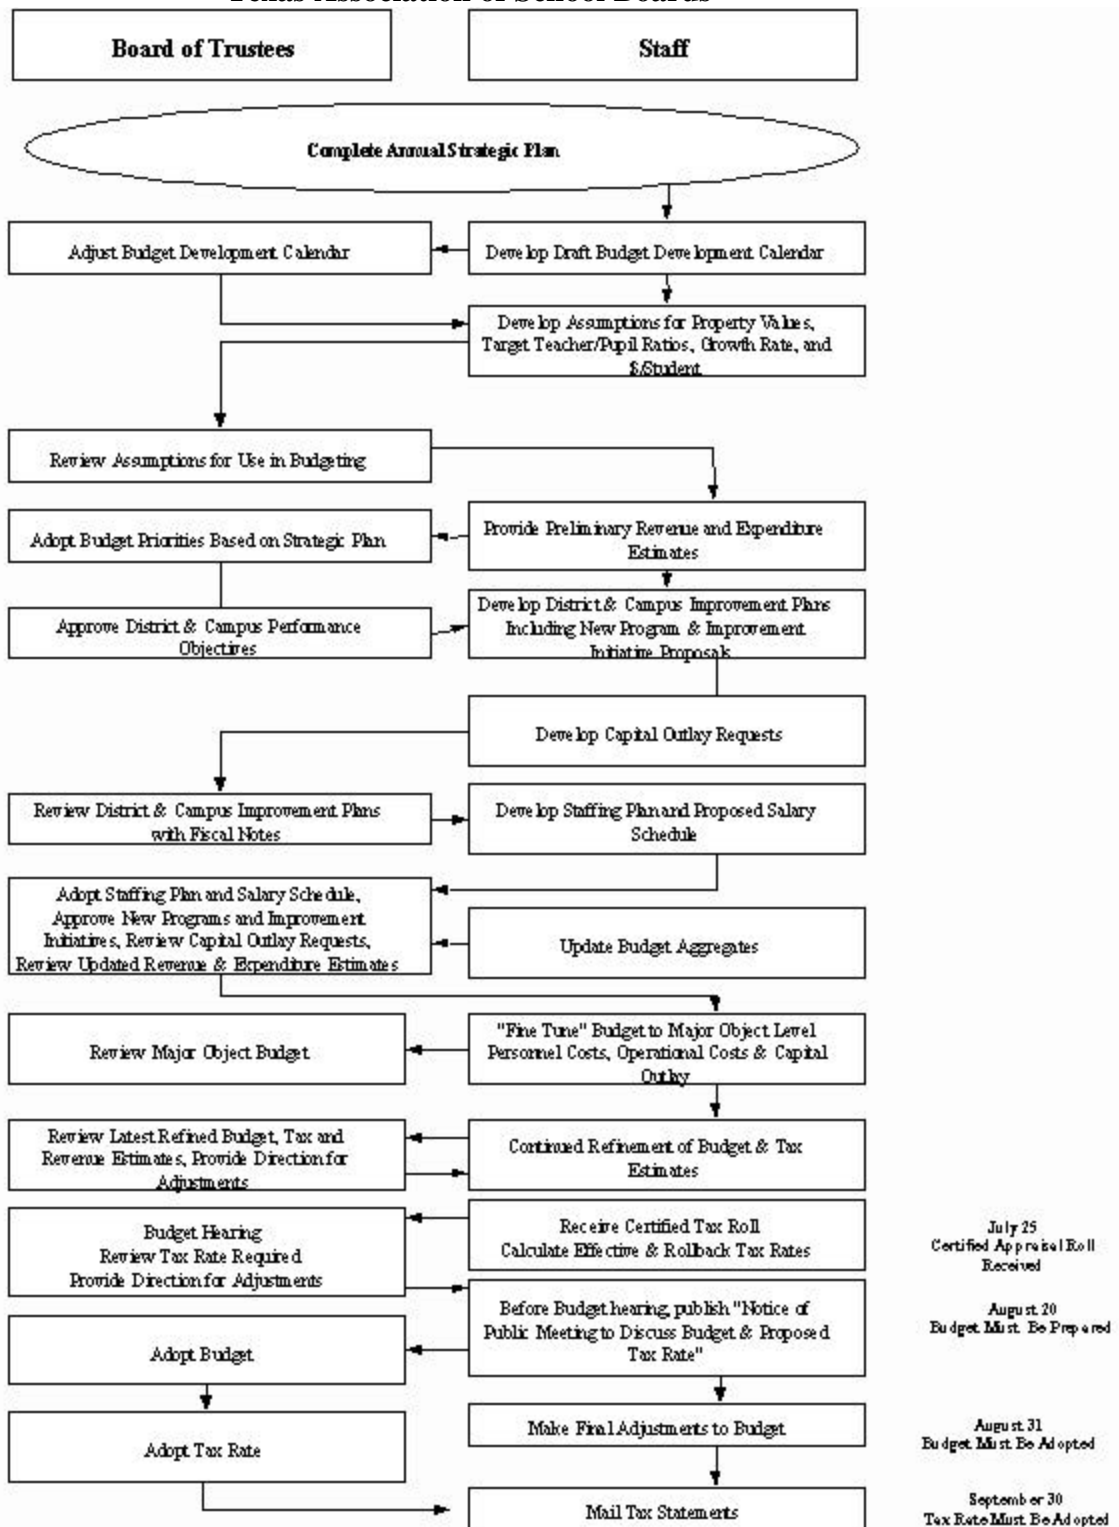 Texas Association of School Boards
Board of Trustees
Staff
Complete Annual Strategic Plan
Adjust Budget Development Calendar
Develop Draft Budget Development Calendar
Develop Assumptions for Property Values,
Target Teacher/Pupil Ratios, Growth Rate, and
$/Student
Review Assumptions for Use in Budgeting
Adopt Budget Priorities Based on Strategic Plan
Provide Preliminary Revenue and Expenditure
Estimates
Approve District & Campus Performance
Objectives
Develop District & Campus Improvement Plans
Including New Program & Improvement
Initiative Proposals
Develop Capital Outlay Requests
Review District & Campus Improvement Plans
with Fiscal Notes
Develop Staffing Plan and Proposed Salary
Schedule
Adopt Staffing Plan and Salary Schedule,
Approve New Programs and Improvement
Initiatives, Review Capital Outlay Requests,
Review Updated Revenue & Expenditure Estimates
Update Budget Aggregates
Review Major Object Budget
"Fine Tune" Budget to Major Object Level
Personnel Costs, Operational Costs & Capital
Outlay
Review Latest Refined Budget, Tax and
Revenue Estimates, Provide Direction for
Adjustments
Continued Refinement of Budget & Tax
Estimates
Budget Hearing
Review Tax Rate Required
Provide Direction for Adjustments
Receive Certified Tax Roll
Calculate Effective & Rollback Tax Rates
July 25
Certified Appraisal Roll
Received
Before Budget hearing, publish "Notice of
Public Meeting to Discuss Budget & Proposed
Tax Rate"
August 20
Budget Must Be Prepared
Adopt Budget
Adopt Tax Rate
Make Final Adjustments to Budget
August 31
Budget Must Be Adopted
Mail Tax Statements
September 30
Tax Rate Must Be Adopted